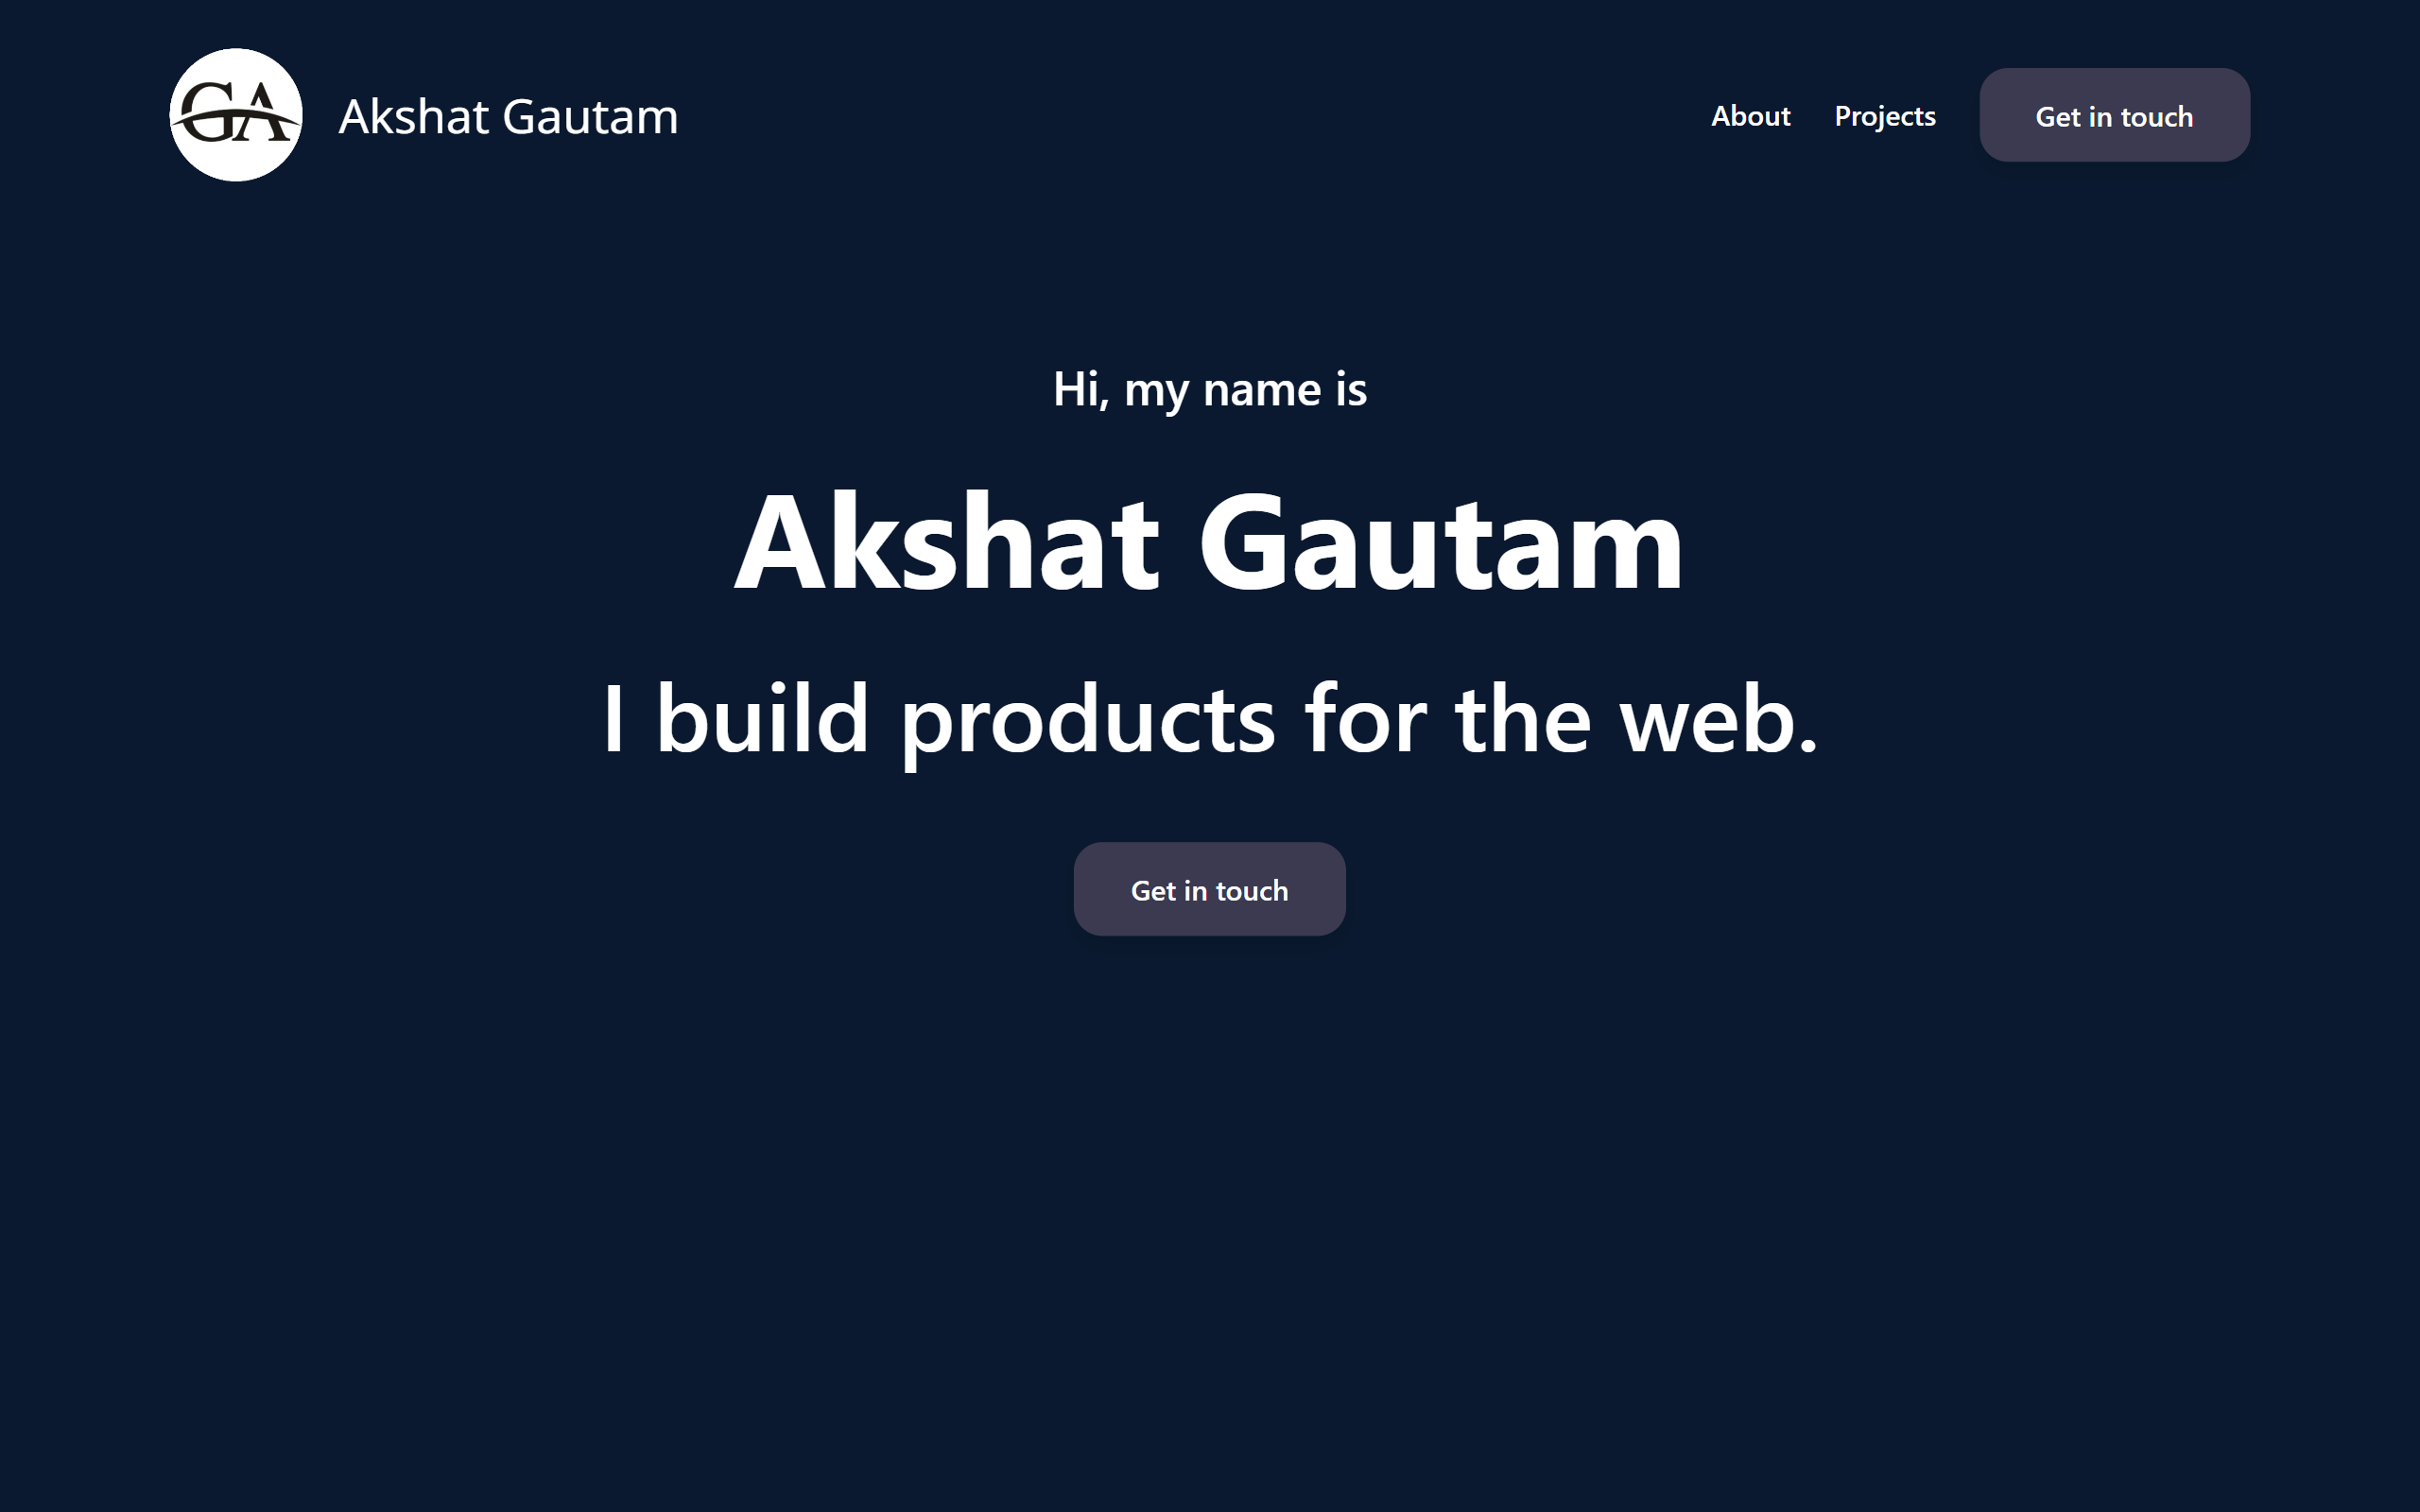 GA
Akshat Gautam
About
Projects
Get in touch
Hi, my name is
Akshat Gautam
I build products for the web.
Get in touch